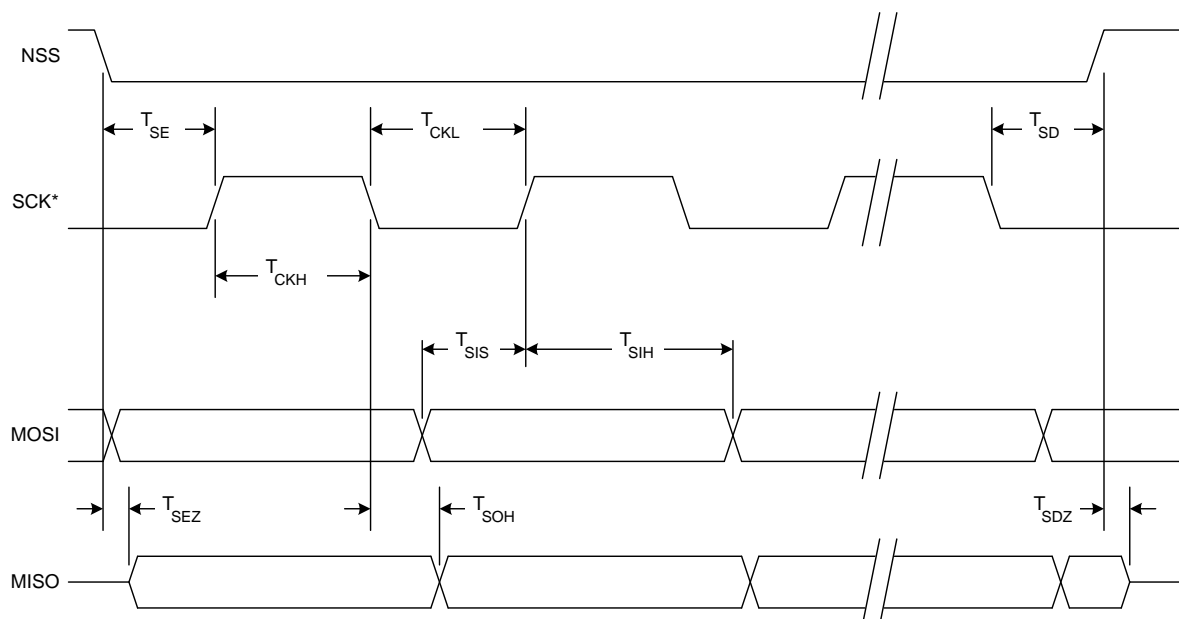 NSS
T_SE
T_CKL
T_SD
SCK*
T_CKH
T_SIS
T_SIH
MOSI
T_SEZ
T_SOH
T_SDZ
MISO